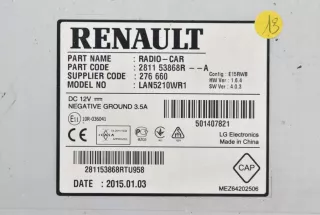 13
RENAULT
PART NAME : RADIO-CAR
PART CODE : 2811 53868R --A
SUPPLIER CODE : 276 660
MODEL NO : LAN5210WR1
Config : E15RWB
HW Ver : 1.6.4
SW Ver : 4.0.3
DC 12V
NEGATIVE GROUND 3.5A
501407821
LG Electronics
Made in China
281153868RTU958
DATE : 2015.01.03
CAP
MEZ64202506